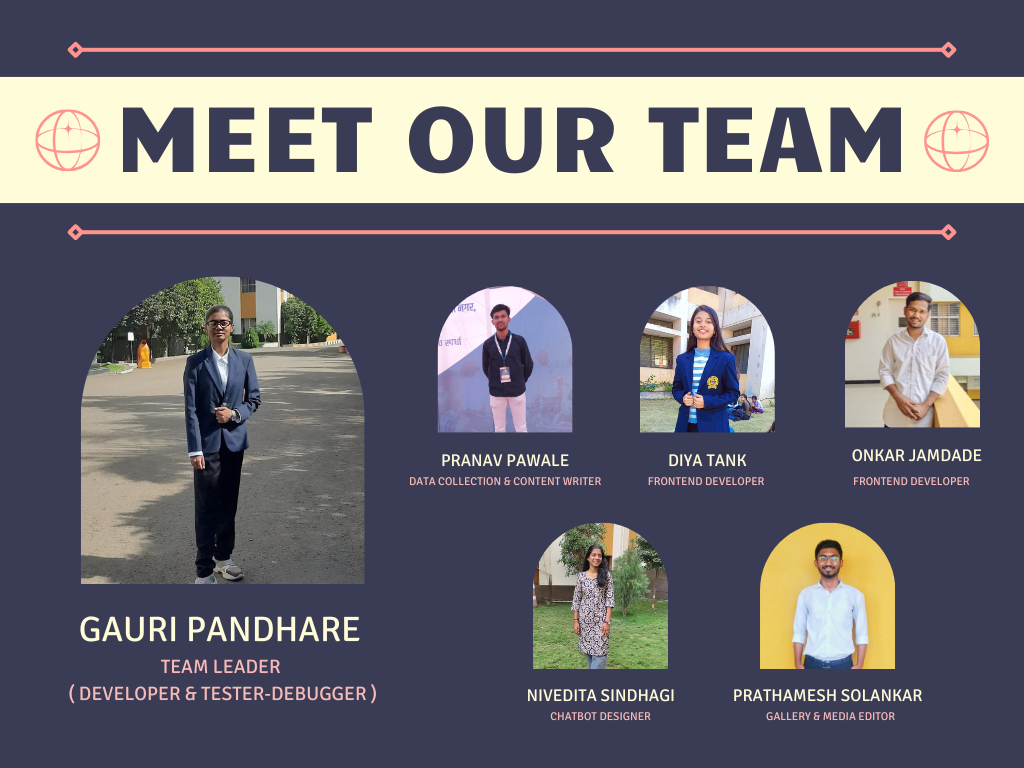 MEET OUR TEAM
GAURI PANDHARE
TEAM LEADER
( DEVELOPER & TESTER-DEBUGGER )
PRANAV PAWALE
DATA COLLECTION & CONTENT WRITER
DIYA TANK
FRONTEND DEVELOPER
ONKAR JAMDADE
FRONTEND DEVELOPER
NIVEDITA SINDHAGI
CHATBOT DESIGNER
PRATHAMESH SOLANKAR
GALLERY & MEDIA EDITOR